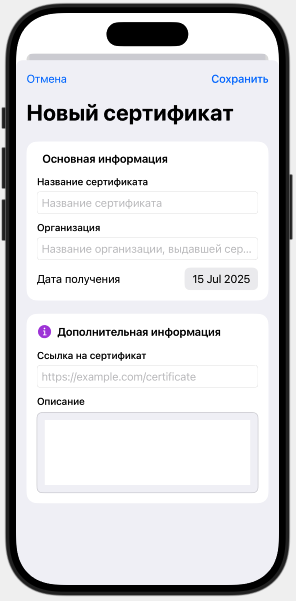 Отмена
Сохранить
Новый сертификат
Основная информация
Название сертификата
Название сертификата
Организация
Название организации, выдавшей сер...
Дата получения
15 Jul 2025
Дополнительная информация
Ссылка на сертификат
https://example.com/certificate
Описание